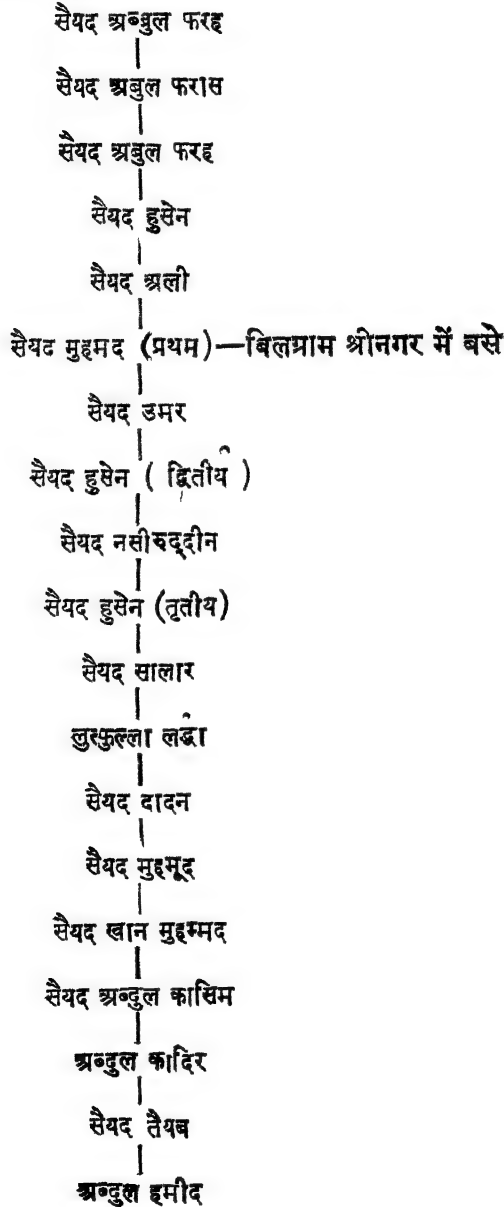 सैयद अब्बुल फरह
सैयद अबुल फरास
सैयद अबुल फरह
सैयद हुसेन
सैयद अली
सैयद मुहमद (प्रथम)—बिलग्राम श्रीनगर में बसे
सैयद उमर
सैयद हुसेन ( द्वितीय )
सैयद नसीरुद्दीन
सैयद हुसेन (तृतीय)
सैयद सालार
लुत्फुल्ला लद्धा
सैयद दादन
सैयद मुहमूद
सैयद खान मुहम्मद
सैयद अब्दुल कासिम
अब्दुल कादिर
सैयद तैयब
अब्दुल हमीद